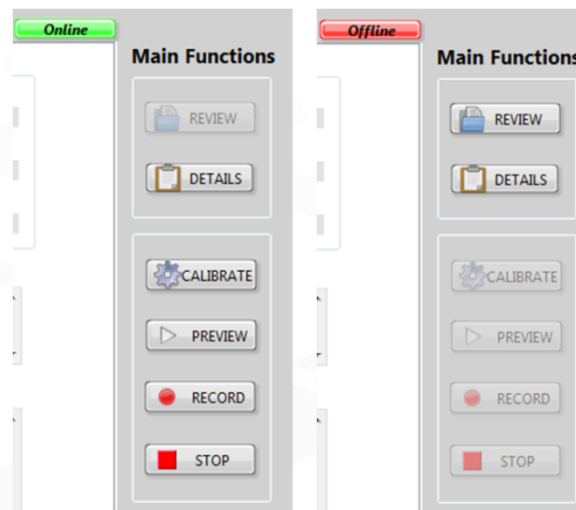 Online
Main Functions
REVIEW
DETAILS
CALIBRATE
PREVIEW
RECORD
STOP
Offline
Main Functions
REVIEW
DETAILS
CALIBRATE
PREVIEW
RECORD
STOP